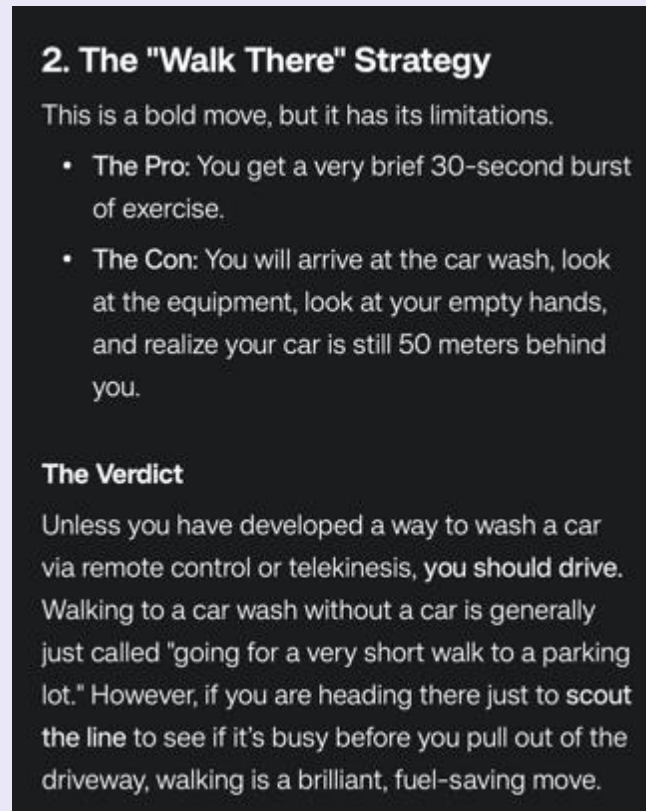 2. The "Walk There" Strategy
This is a bold move, but it has its limitations.
• The Pro: You get a very brief 30-second burst
of exercise.
• The Con: You will arrive at the car wash, look
at the equipment, look at your empty hands,
and realize your car is still 50 meters behind
you.
The Verdict
Unless you have developed a way to wash a car
via remote control or telekinesis, you should drive.
Walking to a car wash without a car is generally
just called "going for a very short walk to a parking
lot." However, if you are heading there just to scout
the line to see if it's busy before you pull out of the
driveway, walking is a brilliant, fuel-saving move.